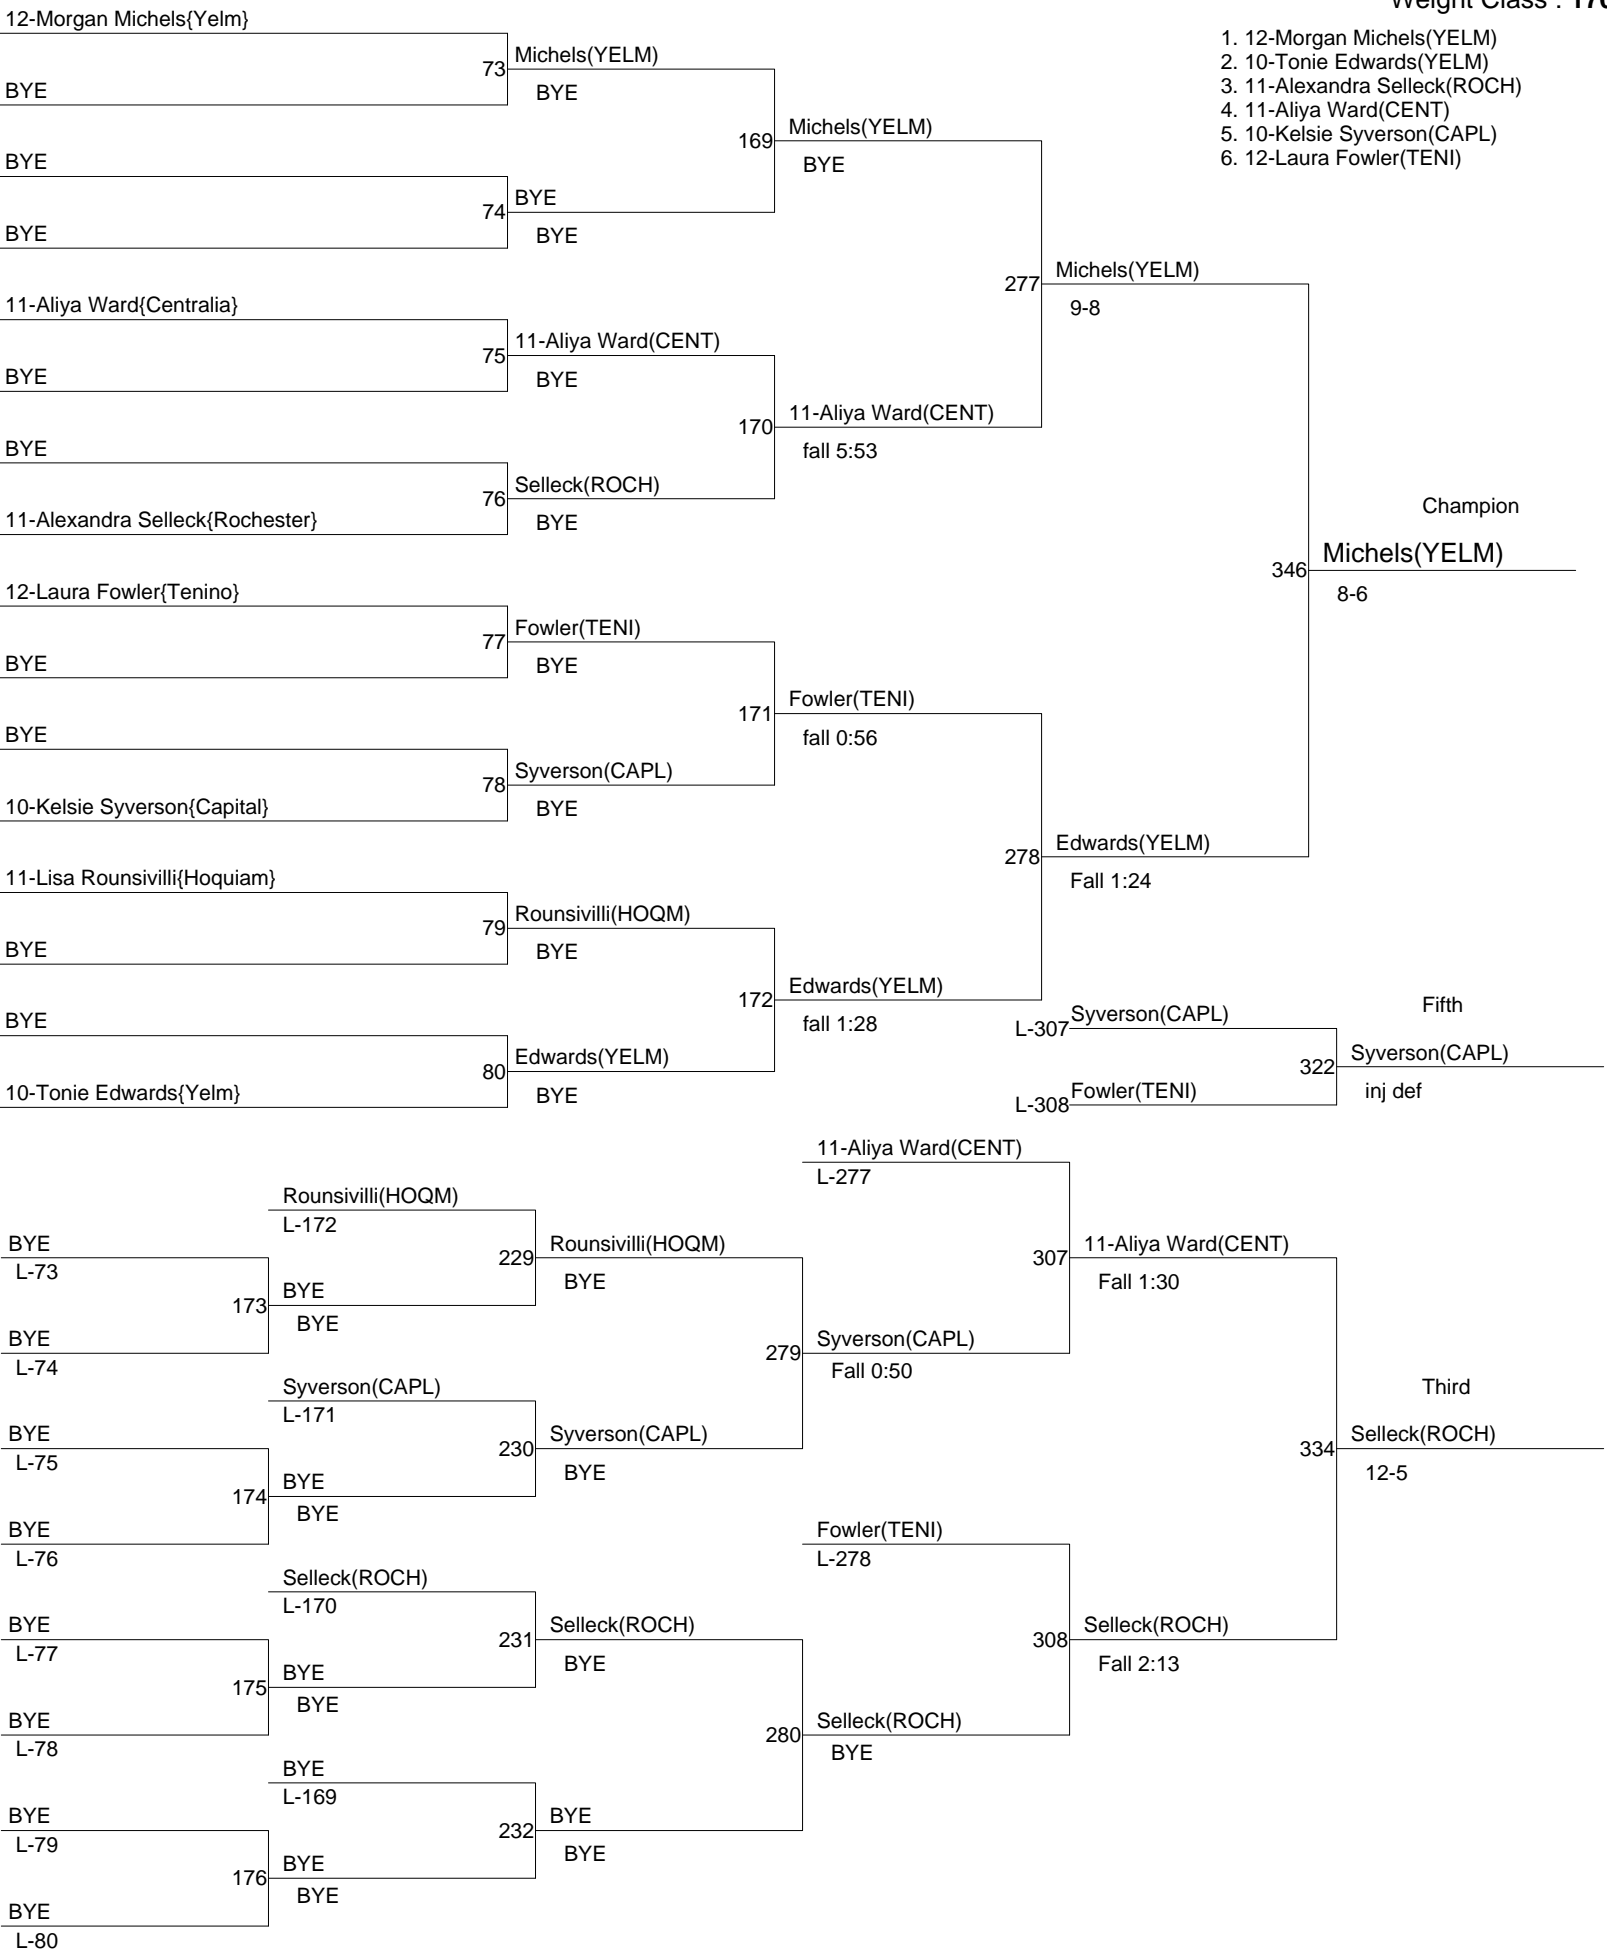 Weight Class : 170
1. 12-Morgan Michels(YELM)
2. 10-Tonie Edwards(YELM)
3. 11-Alexandra Selleck(ROCH)
4. 11-Aliya Ward(CENT)
5. 10-Kelsie Syverson(CAPL)
6. 12-Laura Fowler(TENI)
12-Morgan Michels{Yelm}
73
Michels(YELM)
BYE
BYE
169
Michels(YELM)
BYE
BYE
74
BYE
BYE
BYE
277
Michels(YELM)
9-8
11-Aliya Ward{Centralia}
75
11-Aliya Ward(CENT)
BYE
BYE
170
11-Aliya Ward(CENT)
fall 5:53
BYE
76
Selleck(ROCH)
BYE
11-Alexandra Selleck{Rochester}
Champion
346
Michels(YELM)
8-6
12-Laura Fowler{Tenino}
77
Fowler(TENI)
BYE
BYE
171
Fowler(TENI)
fall 0:56
BYE
78
Syverson(CAPL)
BYE
10-Kelsie Syverson{Capital}
278
Edwards(YELM)
Fall 1:24
11-Lisa Rounsivilli{Hoquiam}
79
Rounsivilli(HOQM)
BYE
BYE
172
Edwards(YELM)
fall 1:28
BYE
80
Edwards(YELM)
BYE
10-Tonie Edwards{Yelm}
Fifth
L-307
Syverson(CAPL)
322
Syverson(CAPL)
inj def
L-308
Fowler(TENI)
11-Aliya Ward(CENT)
L-277
Rounsivilli(HOQM)
L-172
BYE
L-73
229
Rounsivilli(HOQM)
BYE
307
11-Aliya Ward(CENT)
Fall 1:30
173
BYE
BYE
BYE
L-74
279
Syverson(CAPL)
Fall 0:50
Syverson(CAPL)
L-171
Third
BYE
L-75
230
Syverson(CAPL)
BYE
334
Selleck(ROCH)
12-5
174
BYE
BYE
BYE
L-76
Fowler(TENI)
L-278
Selleck(ROCH)
L-170
BYE
L-77
231
Selleck(ROCH)
BYE
308
Selleck(ROCH)
Fall 2:13
175
BYE
BYE
BYE
L-78
280
Selleck(ROCH)
BYE
BYE
L-169
BYE
L-79
232
BYE
BYE
176
BYE
BYE
BYE
L-80